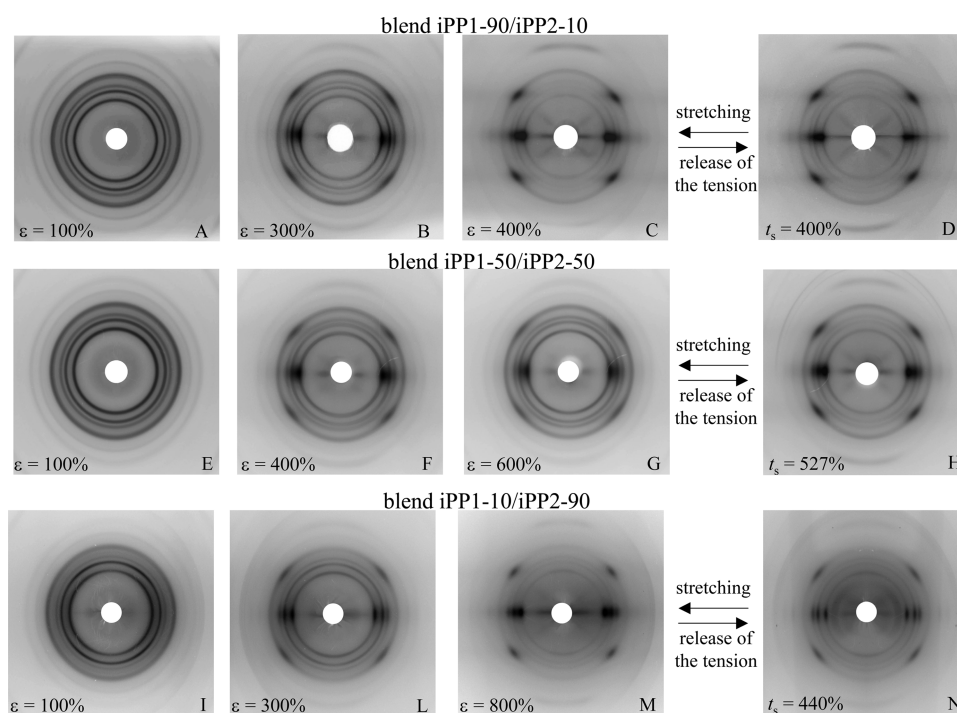 blend iPP1-90/iPP2-10
ε = 100% A
ε = 300% B
ε = 400% C
stretching
release of
the tension
tₛ = 400% D
blend iPP1-50/iPP2-50
ε = 100% E
ε = 400% F
ε = 600% G
stretching
release of
the tension
tₛ = 527% H
blend iPP1-10/iPP2-90
ε = 100% I
ε = 300% L
ε = 800% M
stretching
release of
the tension
tₛ = 440% N